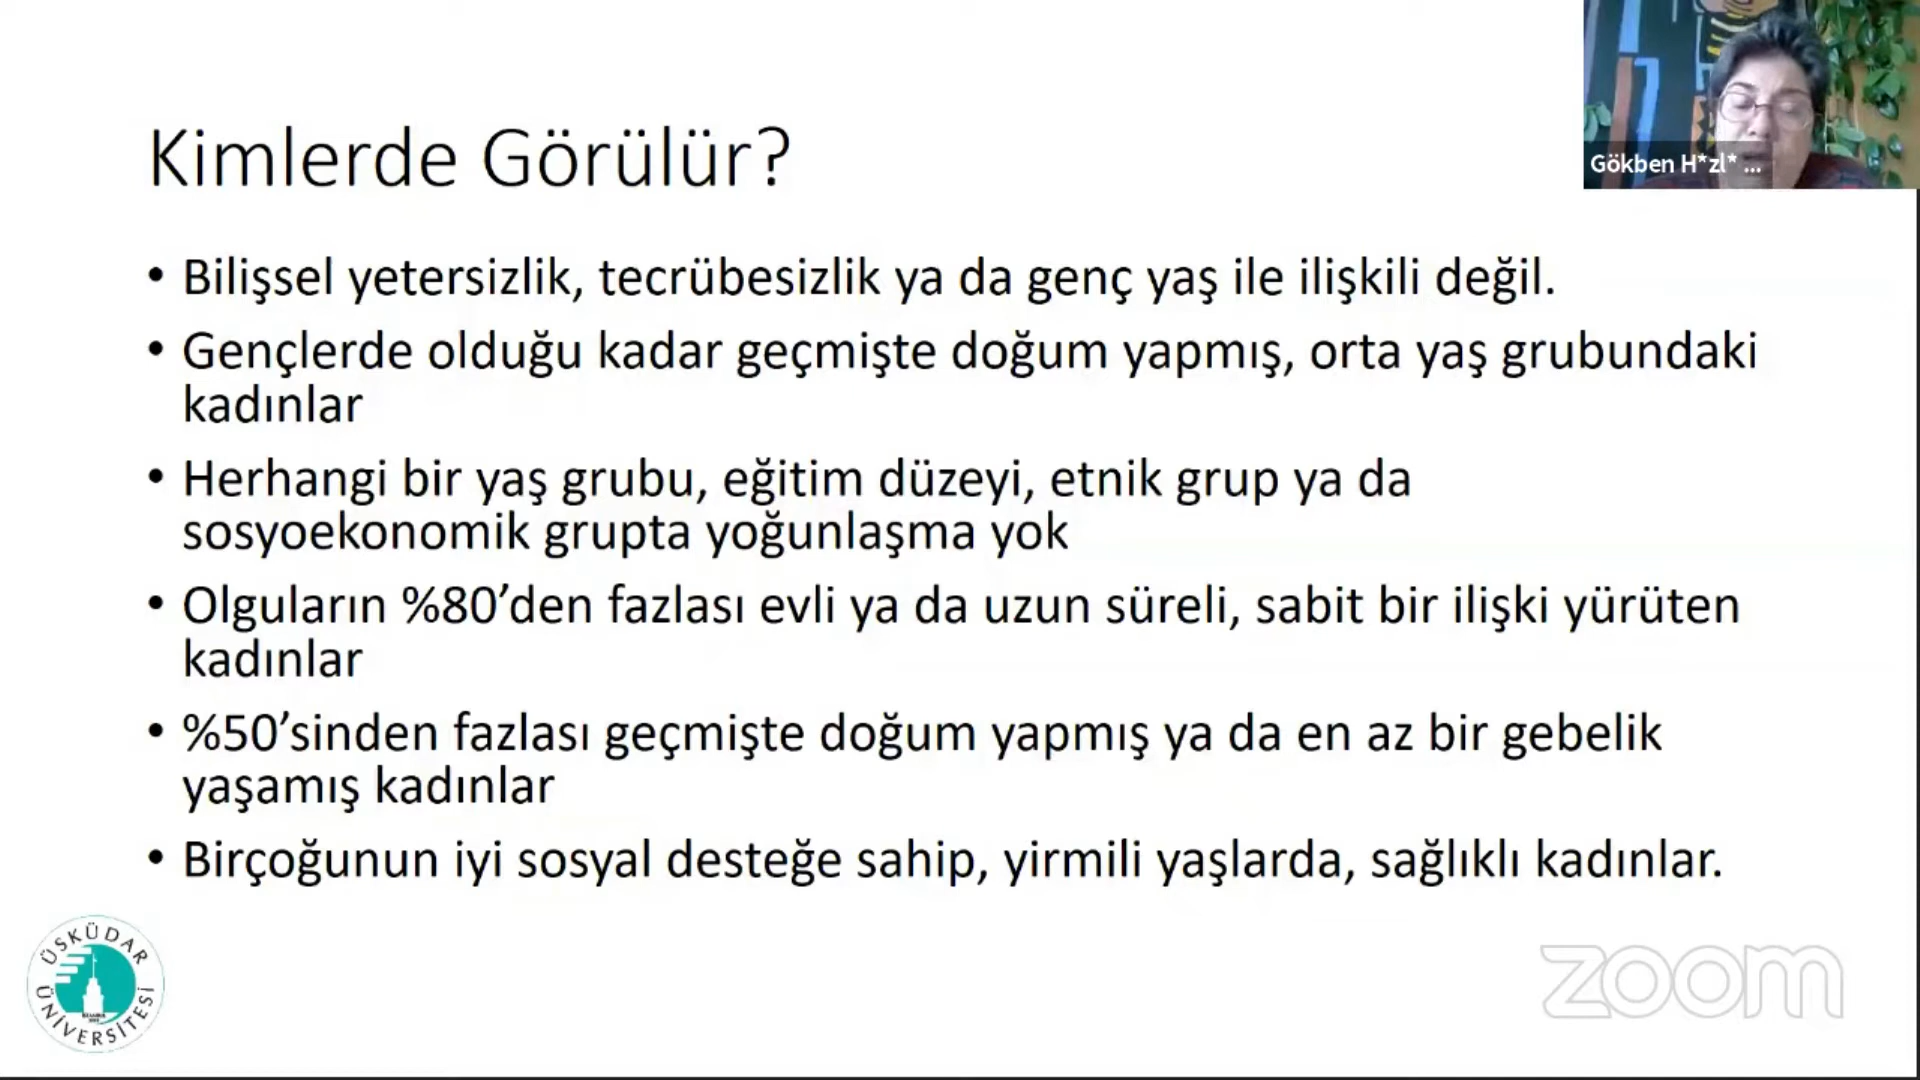 Kimlerde Görülür?
Gökben H*zl* ...
• Bilişsel yetersizlik, tecrübesizlik ya da genç yaş ile ilişkili değil.
• Gençlerde olduğu kadar geçmişte doğum yapmış, orta yaş grubundaki
kadınlar
• Herhangi bir yaş grubu, eğitim düzeyi, etnik grup ya da
sosyoekonomik grupta yoğunlaşma yok
• Olguların %80’den fazlası evli ya da uzun süreli, sabit bir ilişki yürüten
kadınlar
• %50’sinden fazlası geçmişte doğum yapmış ya da en az bir gebelik
yaşamış kadınlar
• Birçoğunun iyi sosyal desteğe sahip, yirmili yaşlarda, sağlıklı kadınlar.
ÜSKÜDAR
ÜNİVERSİTESİ
zoom